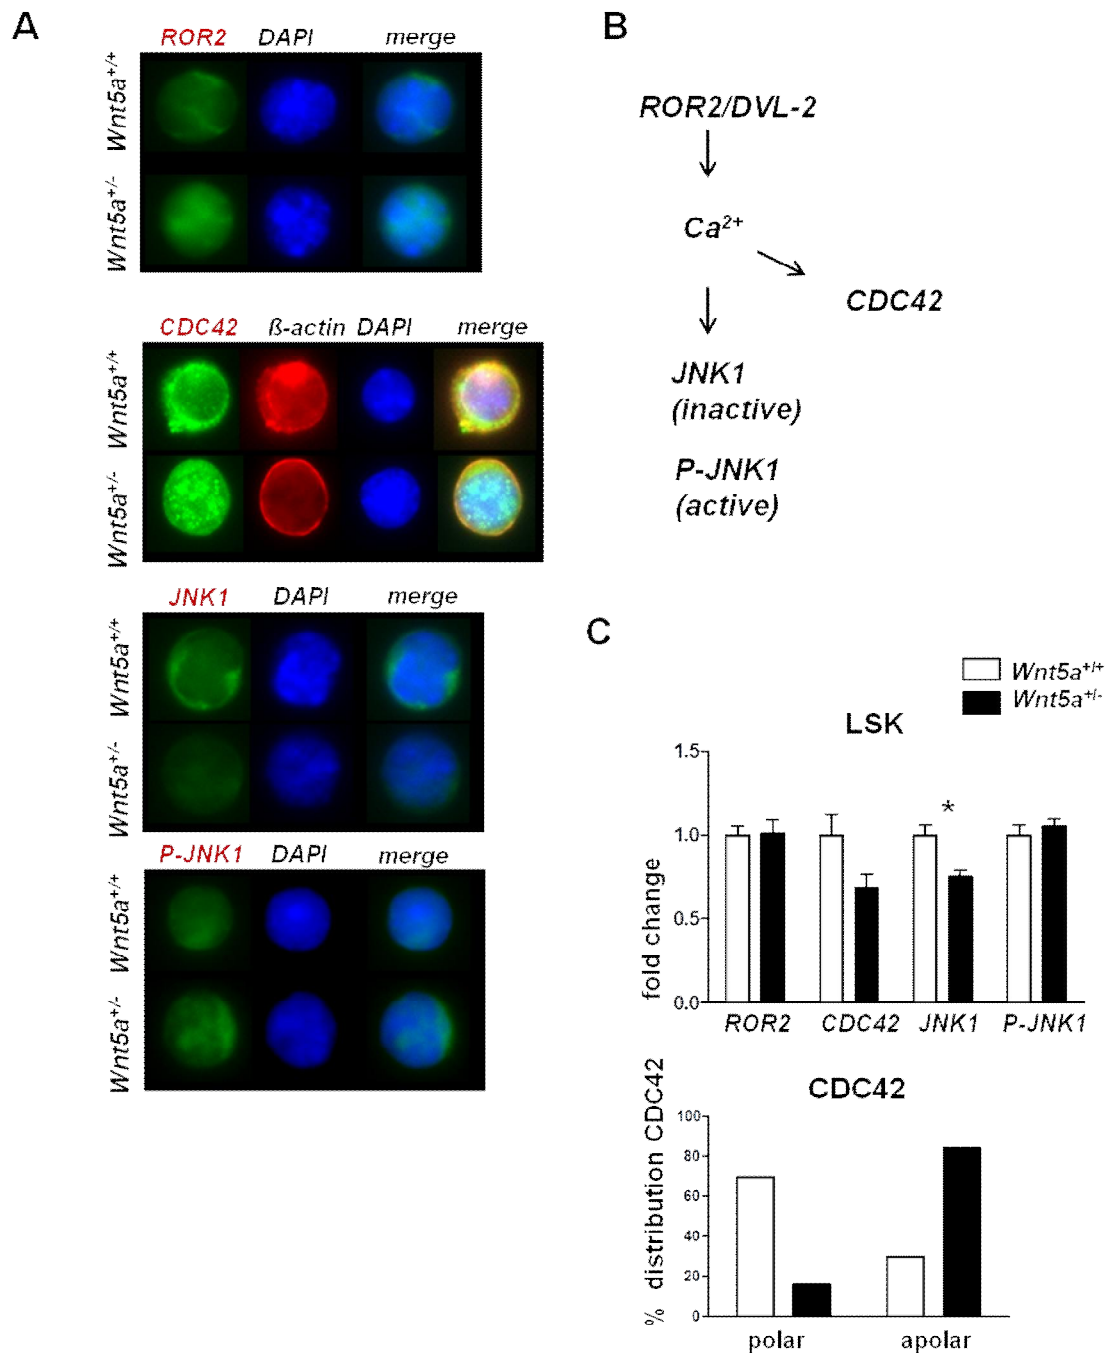 A
ROR2 DAPI merge
Wnt5a+/+
Wnt5a+/-
CDC42 ß-actin DAPI merge
Wnt5a+/+
Wnt5a+/-
JNK1 DAPI merge
Wnt5a+/+
Wnt5a+/-
P-JNK1 DAPI merge
Wnt5a+/+
Wnt5a+/-
B
ROR2/DVL-2
Ca2+
CDC42
JNK1
(inactive)
P-JNK1
(active)
C
Wnt5a+/+
Wnt5a+/-
LSK
fold change
1.5
1.0
0.5
0.0
*
ROR2 CDC42 JNK1 P-JNK1
CDC42
% distribution CDC42
100
80
60
40
20
0
polar apolar